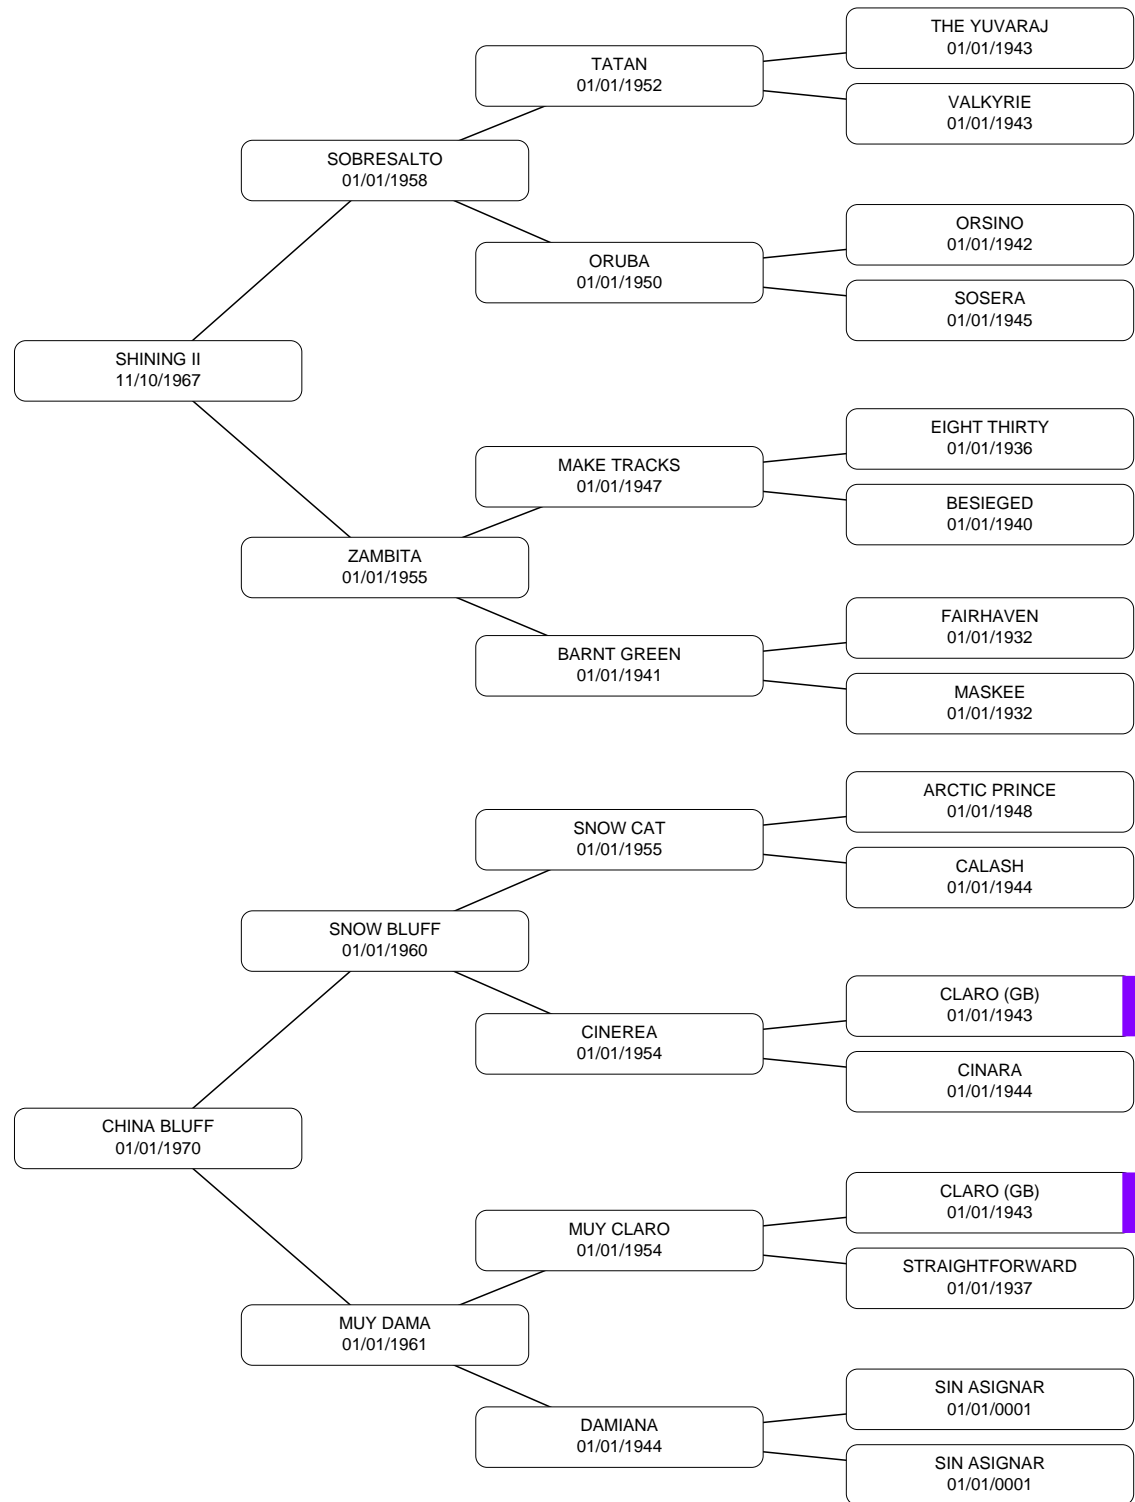 THE YUVARAJ
01/01/1943
TATAN
01/01/1952
VALKYRIE
01/01/1943
SOBRESALTO
01/01/1958
ORSINO
01/01/1942
ORUBA
01/01/1950
SOSERA
01/01/1945
SHINING II
11/10/1967
EIGHT THIRTY
01/01/1936
MAKE TRACKS
01/01/1947
BESIEGED
01/01/1940
ZAMBITA
01/01/1955
FAIRHAVEN
01/01/1932
BARNT GREEN
01/01/1941
MASKEE
01/01/1932
ARCTIC PRINCE
01/01/1948
SNOW CAT
01/01/1955
CALASH
01/01/1944
SNOW BLUFF
01/01/1960
CLARO (GB)
01/01/1943
CINEREA
01/01/1954
CINARA
01/01/1944
CHINA BLUFF
01/01/1970
CLARO (GB)
01/01/1943
MUY CLARO
01/01/1954
STRAIGHTFORWARD
01/01/1937
MUY DAMA
01/01/1961
SIN ASIGNAR
01/01/0001
DAMIANA
01/01/1944
SIN ASIGNAR
01/01/0001